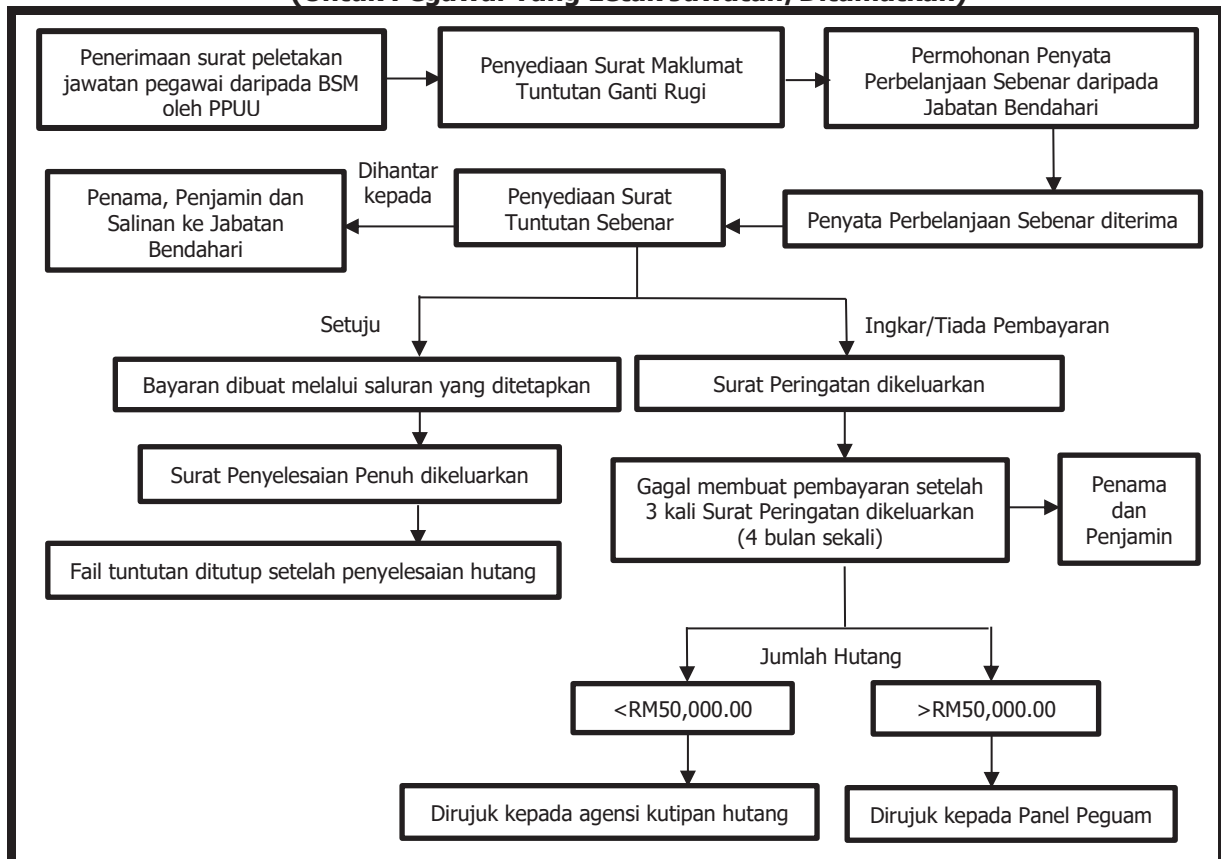 Penerimaan surat peletakan
jawatan pegawai daripada BSM
oleh PPUU
Penyediaan Surat Maklumat
Tuntutan Ganti Rugi
Permohonan Penyata
Perbelanjaan Sebenar daripada
Jabatan Bendahari
Penama, Penjamin dan
Salinan ke Jabatan
Bendahari
Dihantar
kepada
Penyediaan Surat
Tuntutan Sebenar
Penyata Perbelanjaan Sebenar diterima
Setuju
Ingkar/Tiada Pembayaran
Bayaran dibuat melalui saluran yang ditetapkan
Surat Peringatan dikeluarkan
Surat Penyelesaian Penuh dikeluarkan
Gagal membuat pembayaran setelah
3 kali Surat Peringatan dikeluarkan
(4 bulan sekali)
Penama
dan
Penjamin
Fail tuntutan ditutup setelah penyelesaian hutang
Jumlah Hutang
<RM50,000.00
>RM50,000.00
Dirujuk kepada agensi kutipan hutang
Dirujuk kepada Panel Peguam